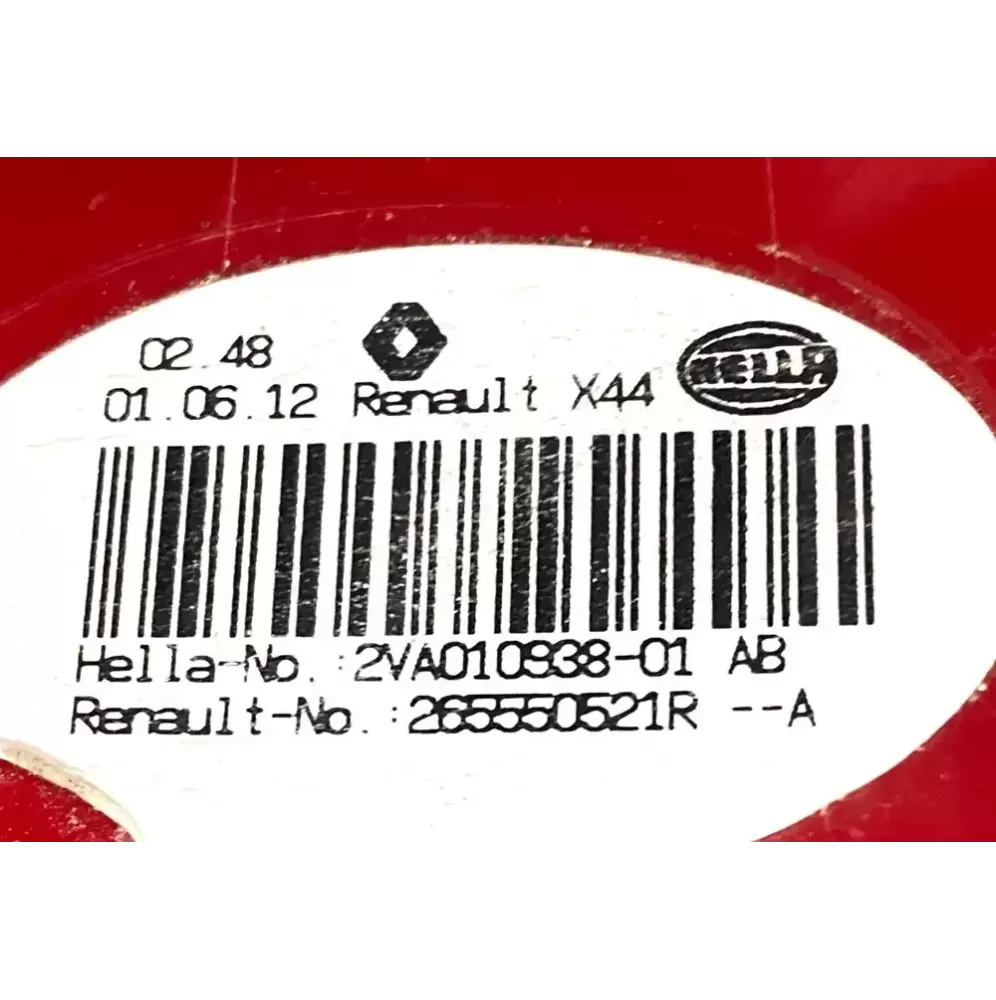 02.48
01.06.12 Renault X44
HELLA
Hella-No.:2VA010938-01 AB
Renault-No.:265550521R --A